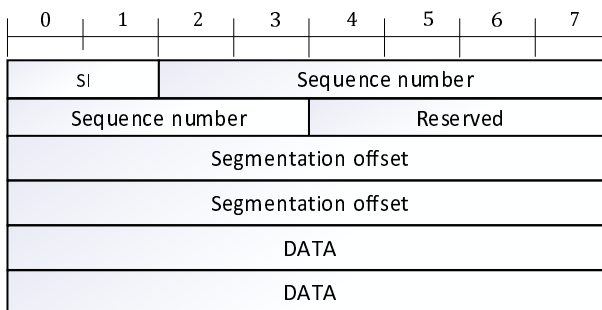 0 1 2 3 4 5 6 7
SI Sequence number
Sequence number Reserved
Segmentation offset
Segmentation offset
DATA
DATA